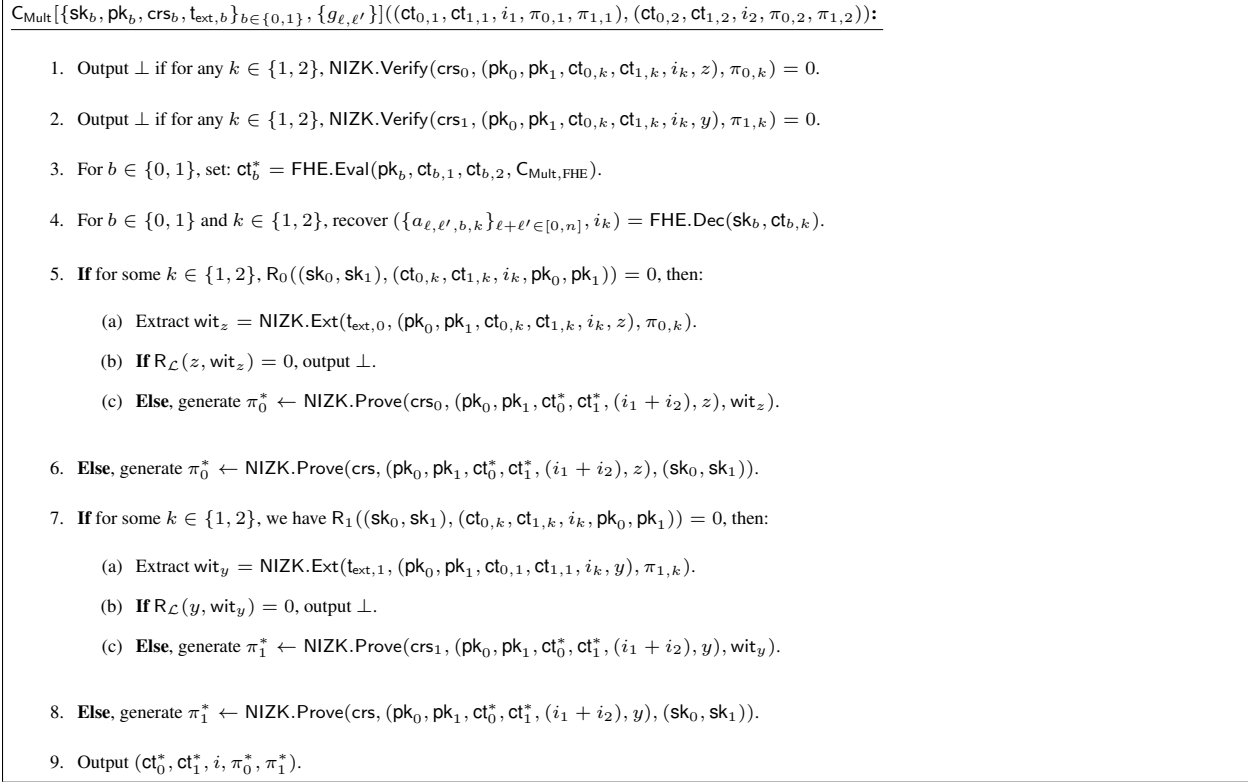 C_Mult[{sk_b, pk_b, crs_b, t_ext,b}_{b∈{0,1}}, {g_{ℓ,ℓ′}}]((ct_{0,1}, ct_{1,1}, i_1, π_{0,1}, π_{1,1}), (ct_{0,2}, ct_{1,2}, i_2, π_{0,2}, π_{1,2})):
1. Output ⊥ if for any k ∈ {1, 2}, NIZK.Verify(crs_0, (pk_0, pk_1, ct_{0,k}, ct_{1,k}, i_k, z), π_{0,k}) = 0.
2. Output ⊥ if for any k ∈ {1, 2}, NIZK.Verify(crs_1, (pk_0, pk_1, ct_{0,k}, ct_{1,k}, i_k, y), π_{1,k}) = 0.
3. For b ∈ {0, 1}, set: ct*_b = FHE.Eval(pk_b, ct_{b,1}, ct_{b,2}, C_{Mult,FHE}).
4. For b ∈ {0, 1} and k ∈ {1, 2}, recover ({a_{ℓ,ℓ′,b,k}}_{ℓ+ℓ′∈[0,n]}, i_k) = FHE.Dec(sk_b, ct_{b,k}).
5. If for some k ∈ {1, 2}, R_0((sk_0, sk_1), (ct_{0,k}, ct_{1,k}, i_k, pk_0, pk_1)) = 0, then:
(a) Extract wit_z = NIZK.Ext(t_{ext,0}, (pk_0, pk_1, ct_{0,k}, ct_{1,k}, i_k, z), π_{0,k}).
(b) If R_ℒ(z, wit_z) = 0, output ⊥.
(c) Else, generate π*_0 ← NIZK.Prove(crs_0, (pk_0, pk_1, ct*_0, ct*_1, (i_1 + i_2), z), wit_z).
6. Else, generate π*_0 ← NIZK.Prove(crs, (pk_0, pk_1, ct*_0, ct*_1, (i_1 + i_2), z), (sk_0, sk_1)).
7. If for some k ∈ {1, 2}, we have R_1((sk_0, sk_1), (ct_{0,k}, ct_{1,k}, i_k, pk_0, pk_1)) = 0, then:
(a) Extract wit_y = NIZK.Ext(t_{ext,1}, (pk_0, pk_1, ct_{0,1}, ct_{1,1}, i_k, y), π_{1,k}).
(b) If R_ℒ(y, wit_y) = 0, output ⊥.
(c) Else, generate π*_1 ← NIZK.Prove(crs_1, (pk_0, pk_1, ct*_0, ct*_1, (i_1 + i_2), y), wit_y).
8. Else, generate π*_1 ← NIZK.Prove(crs, (pk_0, pk_1, ct*_0, ct*_1, (i_1 + i_2), y), (sk_0, sk_1)).
9. Output (ct*_0, ct*_1, i, π*_0, π*_1).